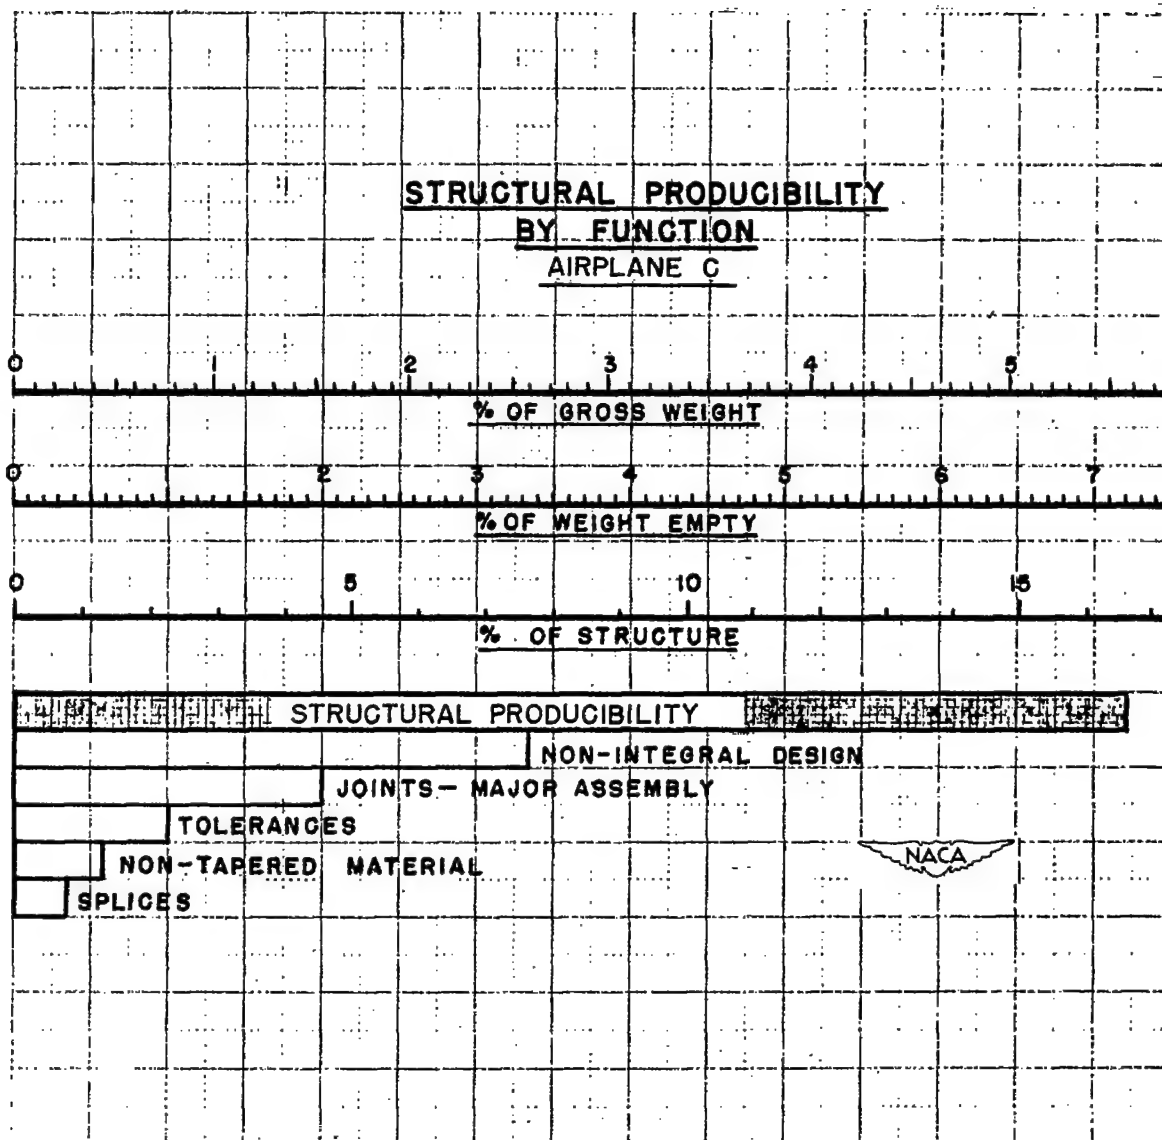 STRUCTURAL PRODUCIBILITY
BY FUNCTION
AIRPLANE C
0 1 2 3 4 5
% OF GROSS WEIGHT
0 2 3 4 5 6 7
% OF WEIGHT EMPTY
0 5 10 15
% OF STRUCTURE
STRUCTURAL PRODUCIBILITY
NON-INTEGRAL DESIGN
JOINTS- MAJOR ASSEMBLY
TOLERANCES
NON-TAPERED MATERIAL
NACA
SPLICES